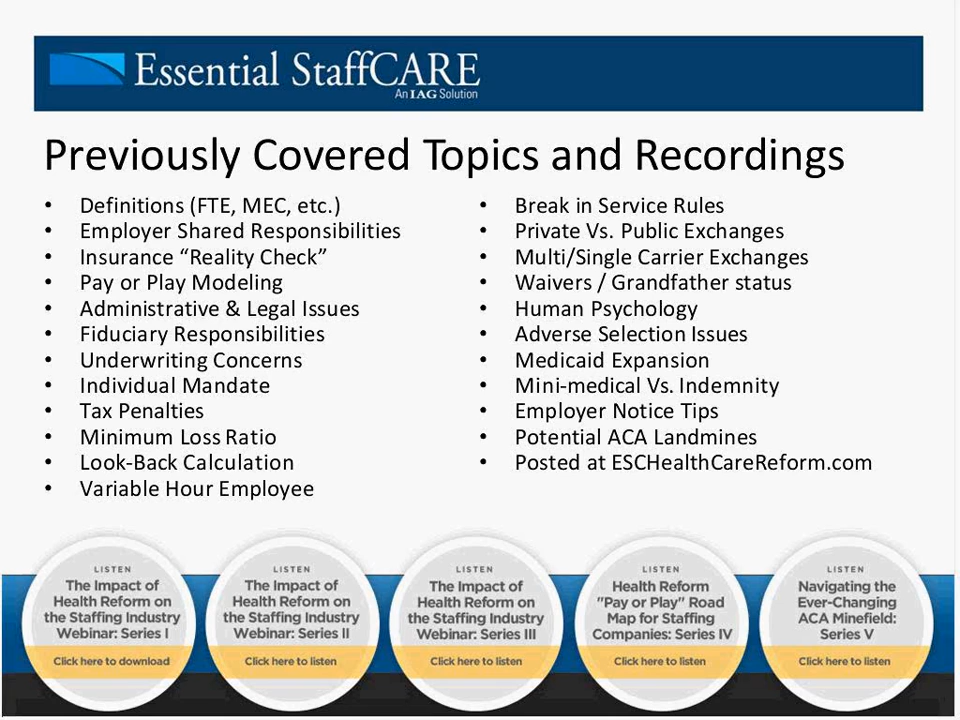 Essential StaffCARE
An IAG Solution
Previously Covered Topics and Recordings
• Definitions (FTE, MEC, etc.)
• Employer Shared Responsibilities
• Insurance “Reality Check”
• Pay or Play Modeling
• Administrative & Legal Issues
• Fiduciary Responsibilities
• Underwriting Concerns
• Individual Mandate
• Tax Penalties
• Minimum Loss Ratio
• Look-Back Calculation
• Variable Hour Employee
• Break in Service Rules
• Private Vs. Public Exchanges
• Multi/Single Carrier Exchanges
• Waivers / Grandfather status
• Human Psychology
• Adverse Selection Issues
• Medicaid Expansion
• Mini-medical Vs. Indemnity
• Employer Notice Tips
• Potential ACA Landmines
• Posted at ESCHealthCareReform.com
LISTEN
The Impact of
Health Reform on
the Staffing Industry
Webinar: Series I
Click here to download
LISTEN
The Impact of
Health Reform on
the Staffing Industry
Webinar: Series II
Click here to listen
LISTEN
The Impact of
Health Reform on
the Staffing Industry
Webinar: Series III
Click here to listen
LISTEN
Health Reform
"Pay or Play" Road
Map for Staffing
Companies: Series IV
Click here to listen
LISTEN
Navigating the
Ever-Changing
ACA Minefield:
Series V
Click here to listen